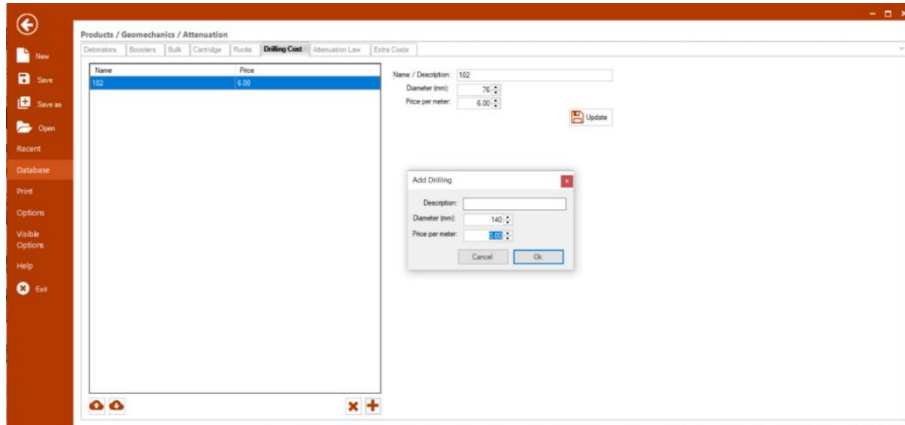 Products / Geomechanics / Attenuation
Detonators Boosters Bulk Cartridge Rocks Drilling Cost Attenuation Law Extra Costs
New
Save
Save as
Open
Recent
Database
Print
Options
Visible
Options
Help
Exit
Name Price
102 6.00
Name / Description: 102
Diameter (mm): 76
Price per meter: 6.00
Update
Add Drilling
Description:
Diameter (mm): 140
Price per meter: 6.00
Cancel Ok